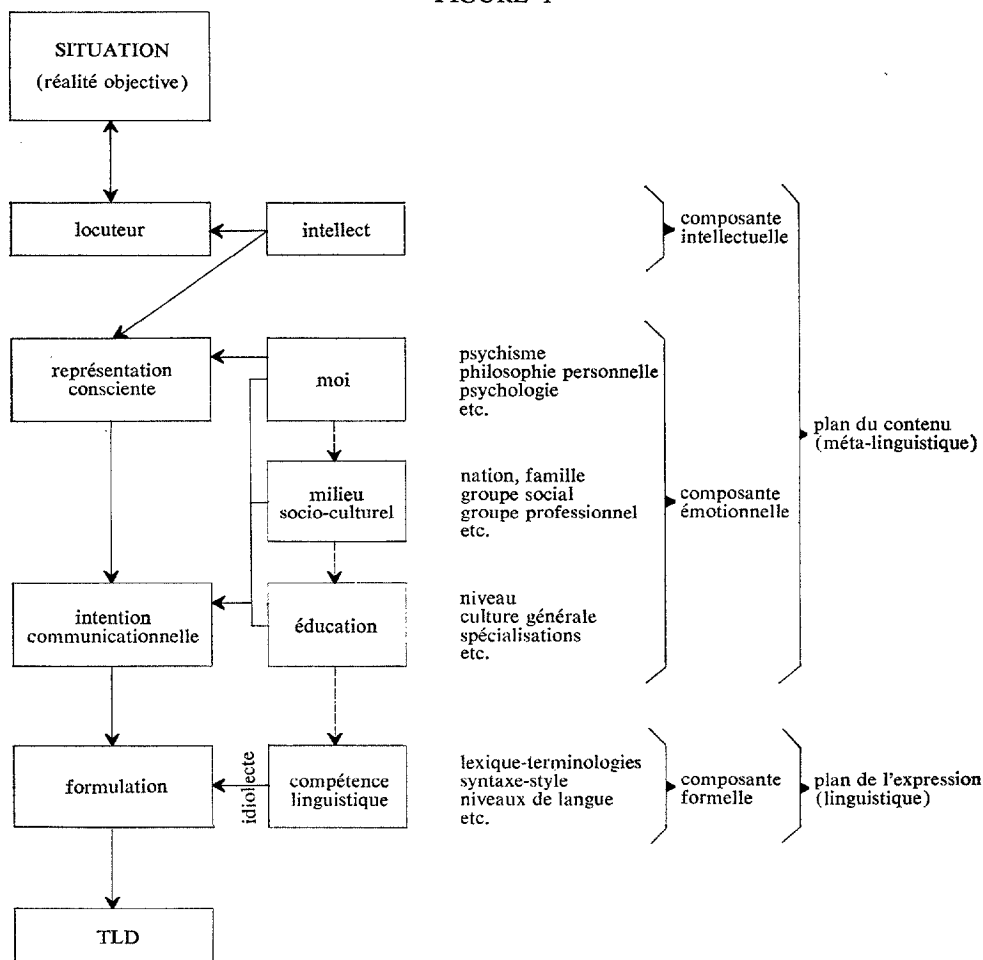 SITUATION
(réalité objective)
locuteur
intellect
composante
intellectuelle
représentation
consciente
moi
psychisme
philosophie personnelle
psychologie
etc.
plan du contenu
(méta-linguistique)
milieu
socio-culturel
nation, famille
groupe social
groupe professionnel
etc.
composante
émotionnelle
intention
communicationnelle
éducation
niveau
culture générale
spécialisations
etc.
formulation
idiolecte
compétence
linguistique
lexique-terminologies
syntaxe-style
niveaux de langue
etc.
composante
formelle
plan de l'expression
(linguistique)
TLD